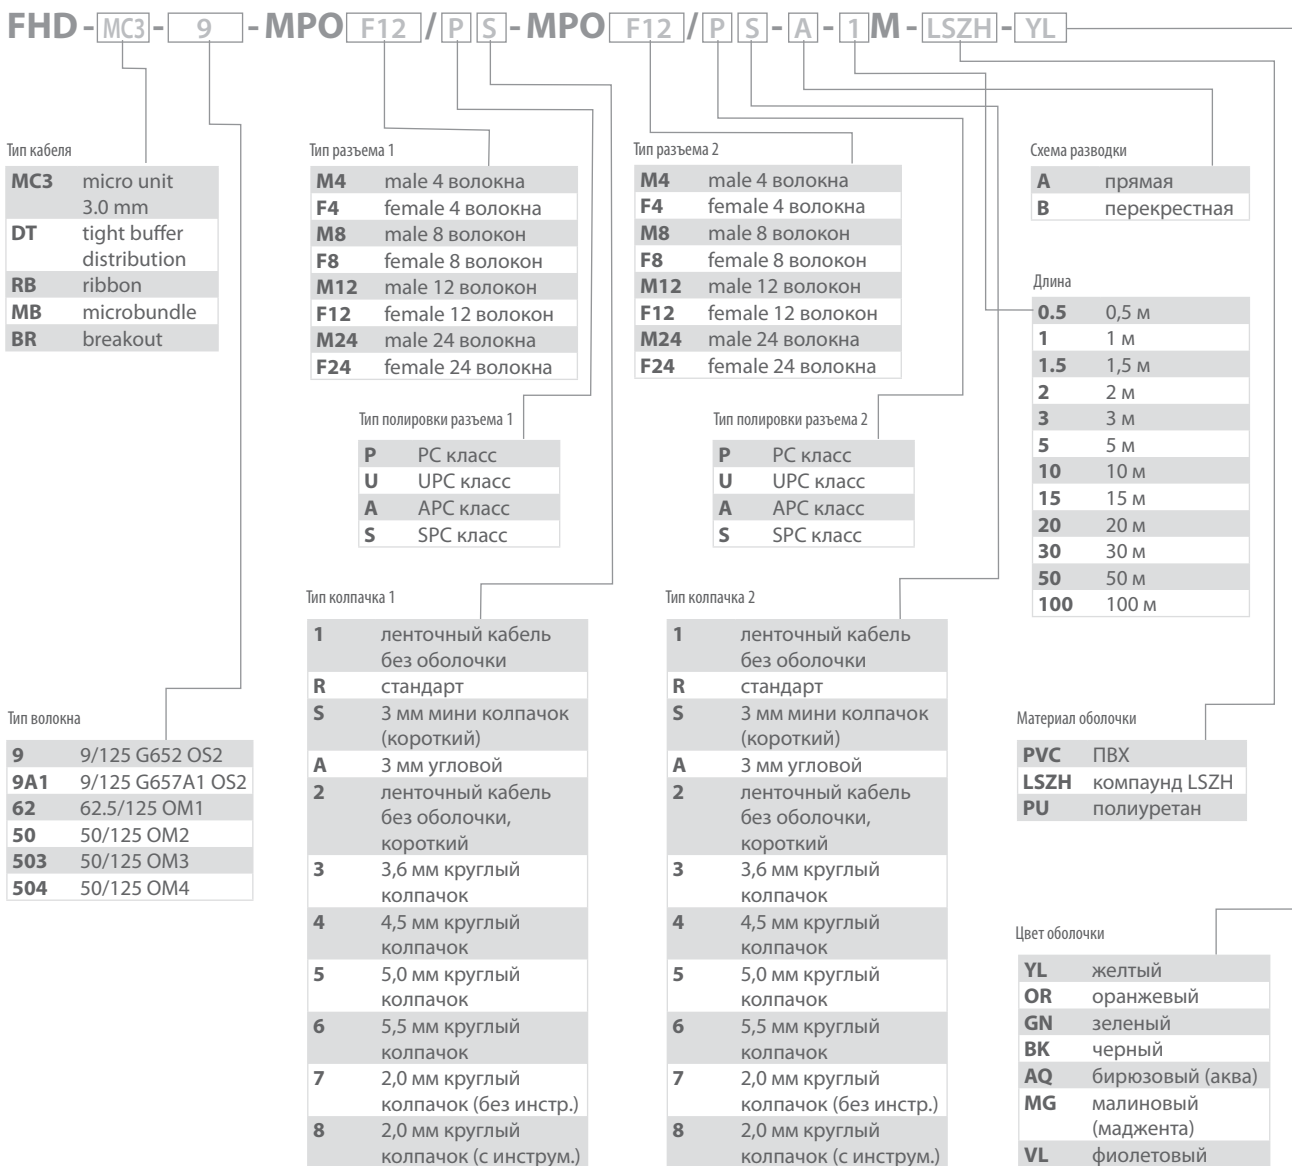 FHD - MC3 - 9 - MPO F12 / P S - MPO F12 / P S - A - 1 M - LSZH - YL
Тип кабеля
MC3 micro unit
3.0 mm
DT tight buffer
distribution
RB ribbon
MB microbundle
BR breakout
Тип волокна
9 9/125 G652 OS2
9A1 9/125 G657A1 OS2
62 62.5/125 OM1
50 50/125 OM2
503 50/125 OM3
504 50/125 OM4
Тип разъема 1
M4 male 4 волокна
F4 female 4 волокна
M8 male 8 волокон
F8 female 8 волокон
M12 male 12 волокон
F12 female 12 волокон
M24 male 24 волокна
F24 female 24 волокна
Тип полировки разъема 1
P PC класс
U UPC класс
A APC класс
S SPC класс
Тип колпачка 1
1 ленточный кабель
без оболочки
R стандарт
S 3 мм мини колпачок
(короткий)
A 3 мм угловой
2 ленточный кабель
без оболочки,
короткий
3 3,6 мм круглый
колпачок
4 4,5 мм круглый
колпачок
5 5,0 мм круглый
колпачок
6 5,5 мм круглый
колпачок
7 2,0 мм круглый
колпачок (без инстр.)
8 2,0 мм круглый
колпачок (с инструм.)
Тип разъема 2
M4 male 4 волокна
F4 female 4 волокна
M8 male 8 волокон
F8 female 8 волокон
M12 male 12 волокон
F12 female 12 волокон
M24 male 24 волокна
F24 female 24 волокна
Тип полировки разъема 2
P PC класс
U UPC класс
A APC класс
S SPC класс
Тип колпачка 2
1 ленточный кабель
без оболочки
R стандарт
S 3 мм мини колпачок
(короткий)
A 3 мм угловой
2 ленточный кабель
без оболочки,
короткий
3 3,6 мм круглый
колпачок
4 4,5 мм круглый
колпачок
5 5,0 мм круглый
колпачок
6 5,5 мм круглый
колпачок
7 2,0 мм круглый
колпачок (без инстр.)
8 2,0 мм круглый
колпачок (с инструм.)
Схема разводки
A прямая
B перекрестная
Длина
0.5 0,5 м
1 1 м
1.5 1,5 м
2 2 м
3 3 м
5 5 м
10 10 м
15 15 м
20 20 м
30 30 м
50 50 м
100 100 м
Материал оболочки
PVC ПВХ
LSZH компаунд LSZH
PU полиуретан
Цвет оболочки
YL желтый
OR оранжевый
GN зеленый
BK черный
AQ бирюзовый (аква)
MG малиновый
(маджента)
VL фиолетовый